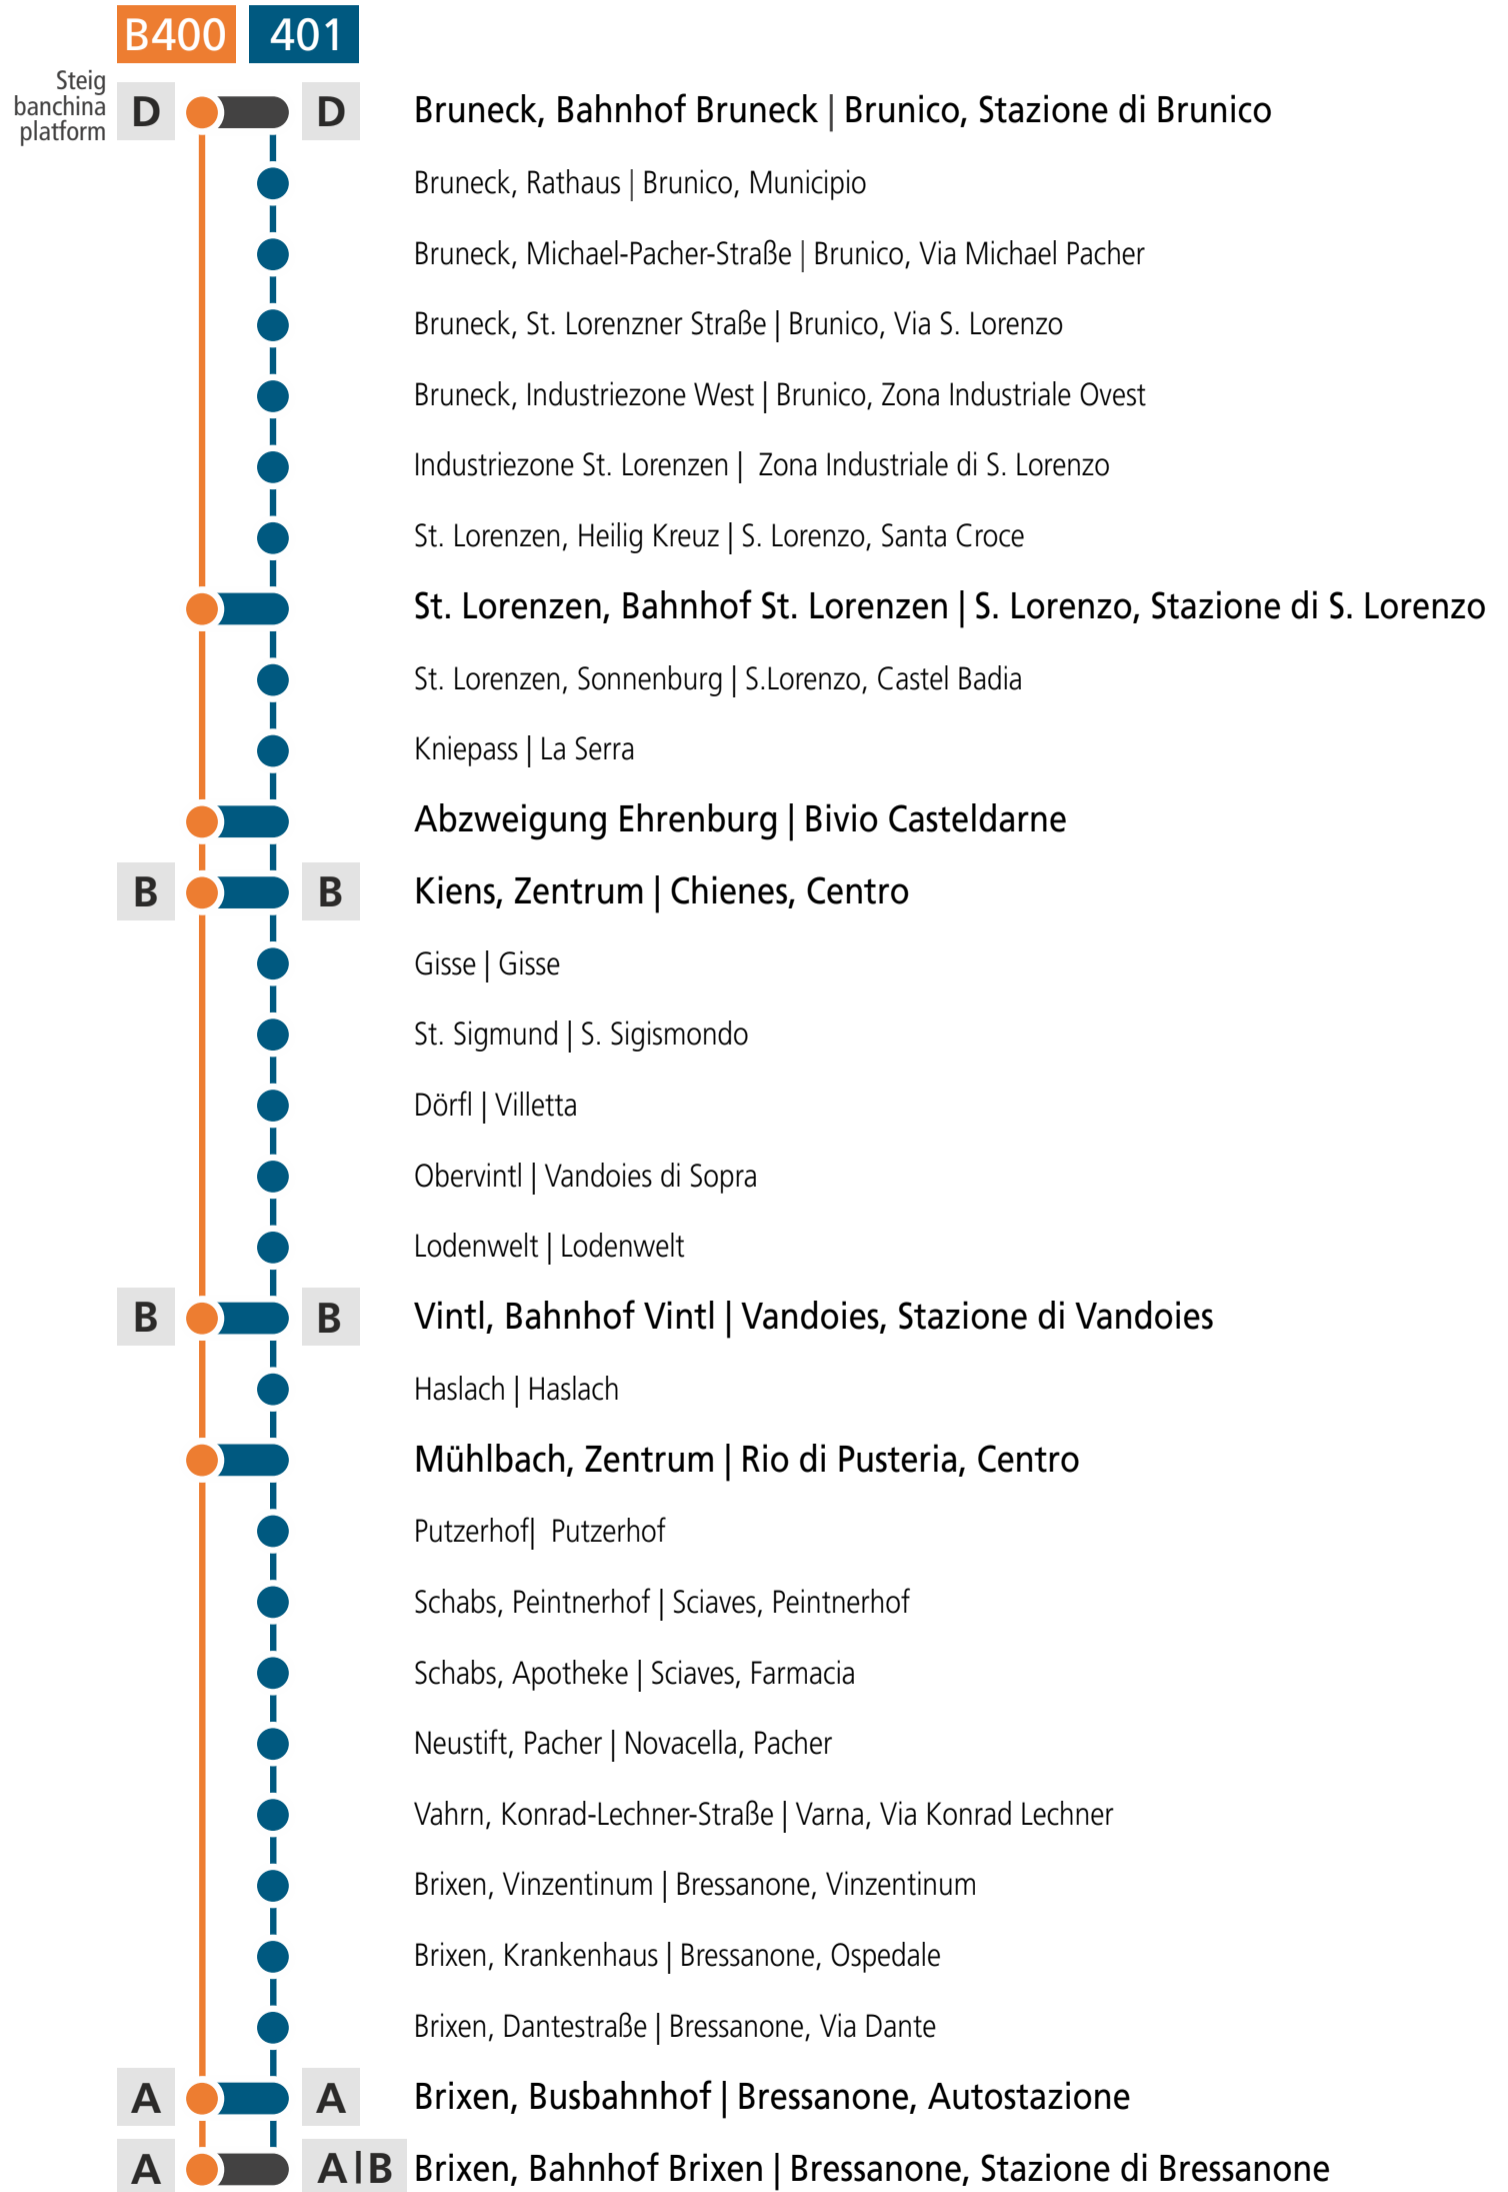 B400 401
Steig
banchina
platform
D D Bruneck, Bahnhof Bruneck | Brunico, Stazione di Brunico
Bruneck, Rathaus | Brunico, Municipio
Bruneck, Michael-Pacher-Straße | Brunico, Via Michael Pacher
Bruneck, St. Lorenzner Straße | Brunico, Via S. Lorenzo
Bruneck, Industriezone West | Brunico, Zona Industriale Ovest
Industriezone St. Lorenzen | Zona Industriale di S. Lorenzo
St. Lorenzen, Heilig Kreuz | S. Lorenzo, Santa Croce
St. Lorenzen, Bahnhof St. Lorenzen | S. Lorenzo, Stazione di S. Lorenzo
St. Lorenzen, Sonnenburg | S.Lorenzo, Castel Badia
Kniepass | La Serra
Abzweigung Ehrenburg | Bivio Casteldarne
B B Kiens, Zentrum | Chienes, Centro
Gisse | Gisse
St. Sigmund | S. Sigismondo
Dörfl | Villetta
Obervintl | Vandoies di Sopra
Lodenwelt | Lodenwelt
B B Vintl, Bahnhof Vintl | Vandoies, Stazione di Vandoies
Haslach | Haslach
Mühlbach, Zentrum | Rio di Pusteria, Centro
Putzerhof| Putzerhof
Schabs, Peintnerhof | Sciaves, Peintnerhof
Schabs, Apotheke | Sciaves, Farmacia
Neustift, Pacher | Novacella, Pacher
Vahrn, Konrad-Lechner-Straße | Varna, Via Konrad Lechner
Brixen, Vinzentinum | Bressanone, Vinzentinum
Brixen, Krankenhaus | Bressanone, Ospedale
Brixen, Dantestraße | Bressanone, Via Dante
A A Brixen, Busbahnhof | Bressanone, Autostazione
A A|B Brixen, Bahnhof Brixen | Bressanone, Stazione di Bressanone